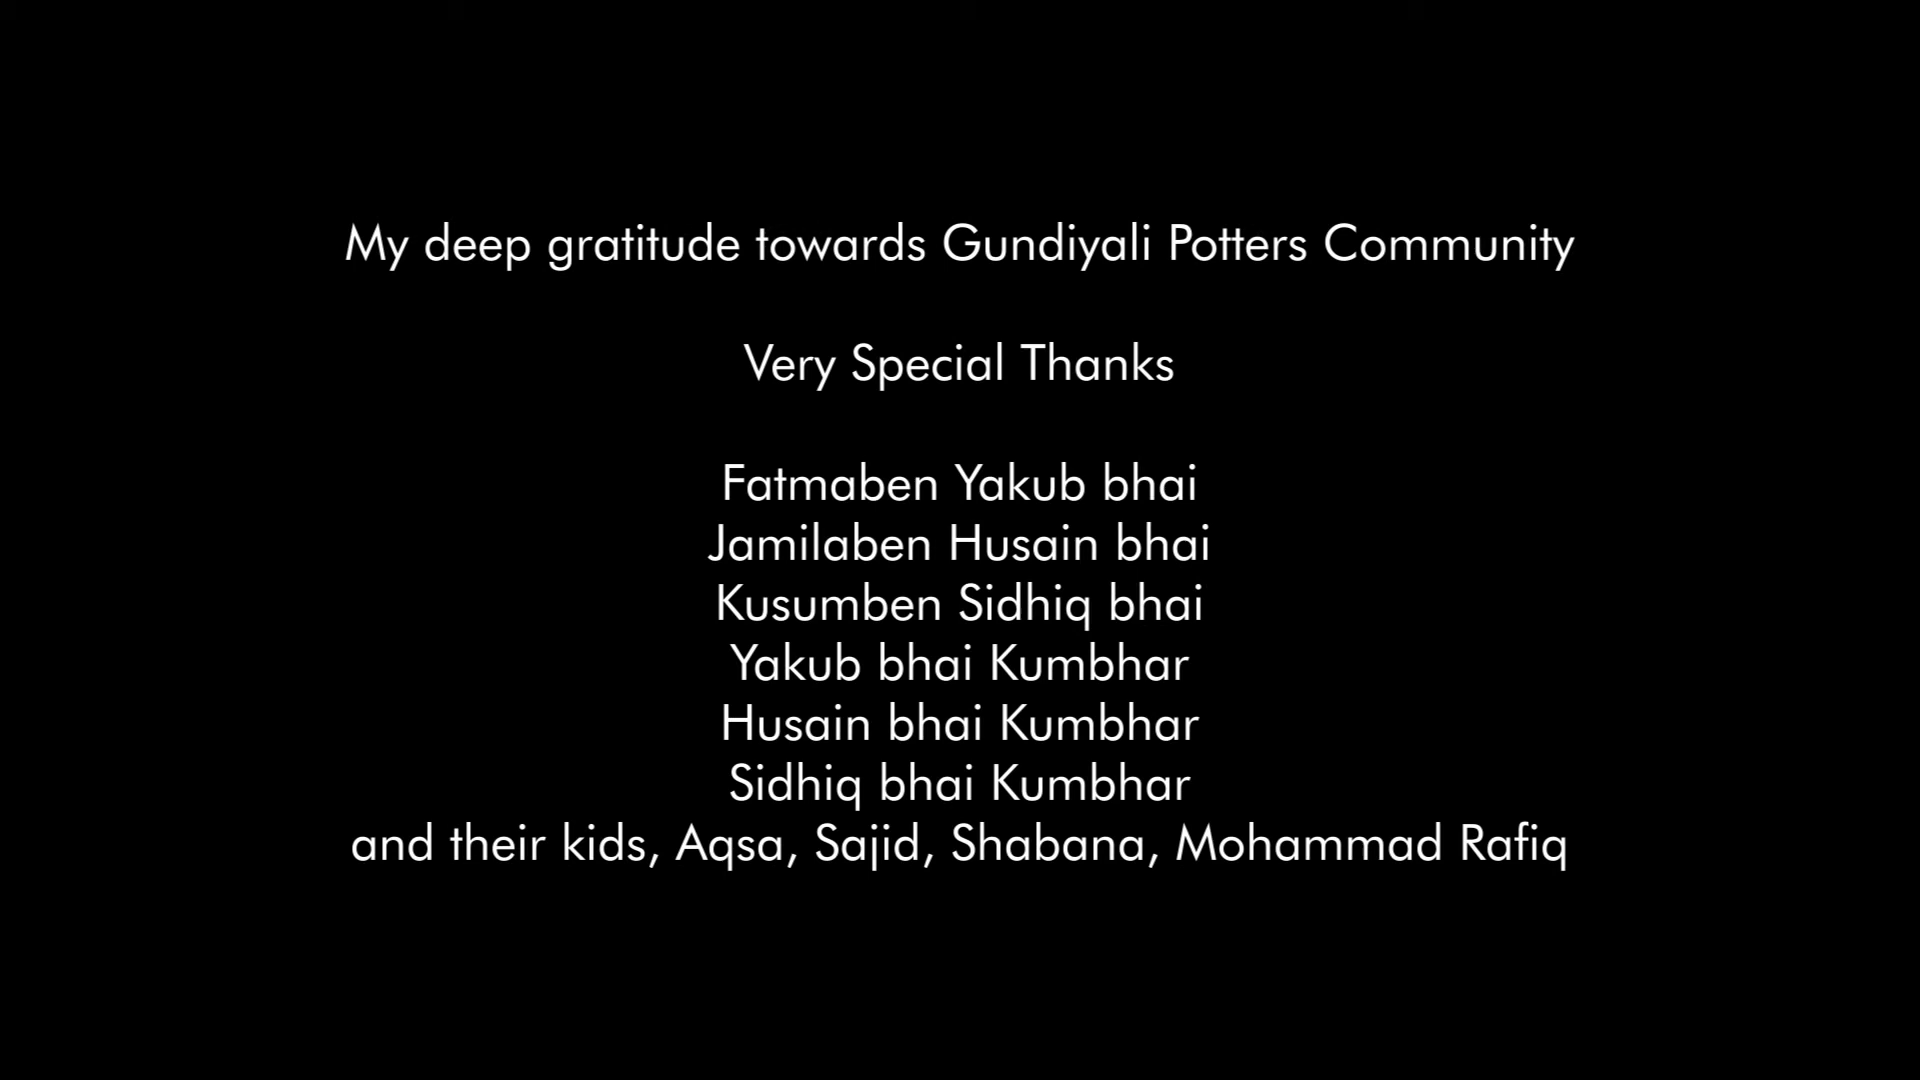 My deep gratitude towards Gundiyali Potters Community
Very Special Thanks
Fatmaben Yakub bhai
Jamilaben Husain bhai
Kusumben Sidhiq bhai
Yakub bhai Kumbhar
Husain bhai Kumbhar
Sidhiq bhai Kumbhar
and their kids, Aqsa, Sajid, Shabana, Mohammad Rafiq